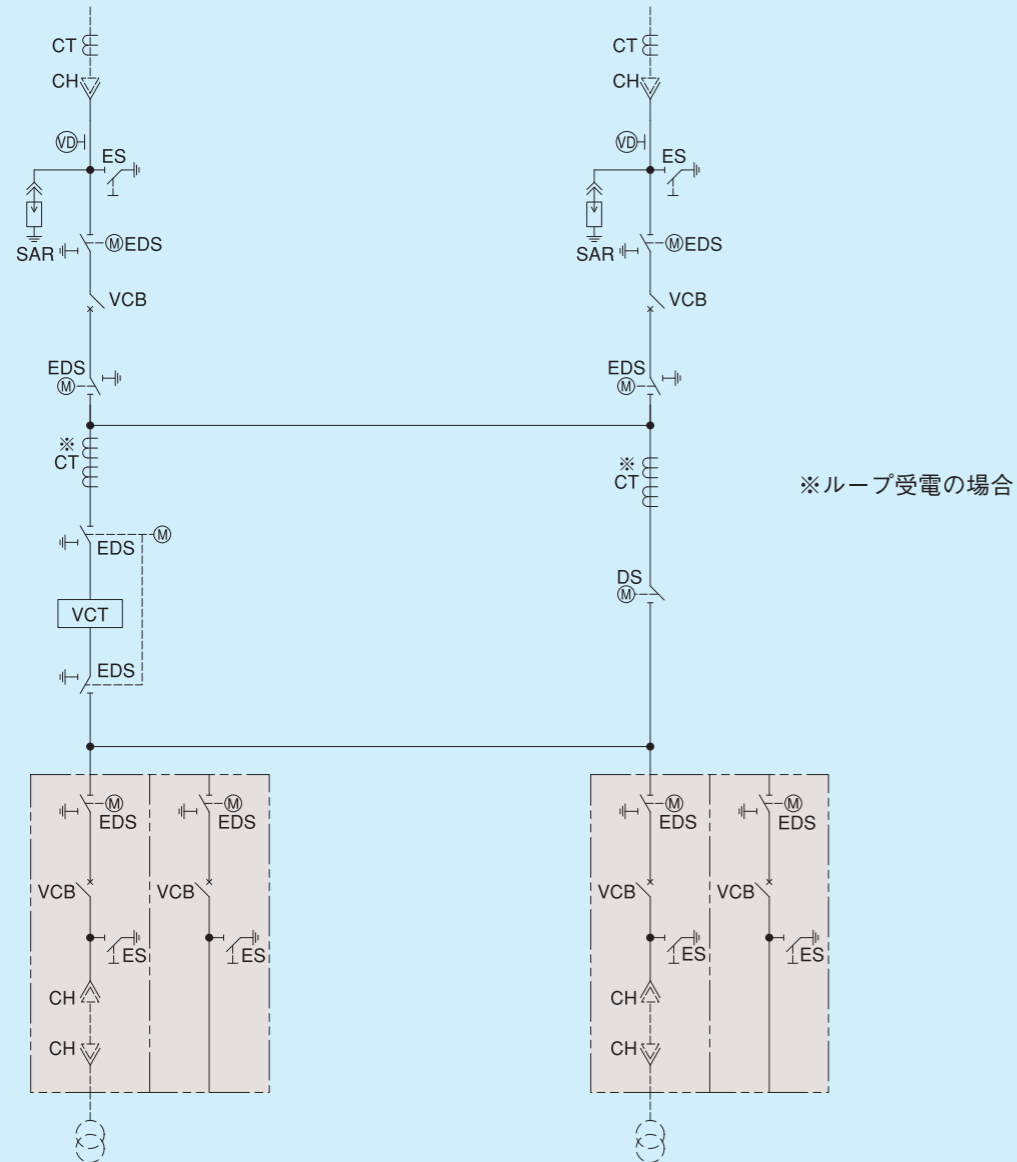 CT CT
CH CH
VD VD
ES ES
SAR SAR
M EDS M EDS
VCB VCB
EDS EDS
M M
※ ※
CT CT
※ループ受電の場合
M
EDS
DS
M
VCT
EDS
M M M M
EDS EDS EDS EDS
VCB VCB VCB VCB
ES ES ES ES
CH CH
CH CH